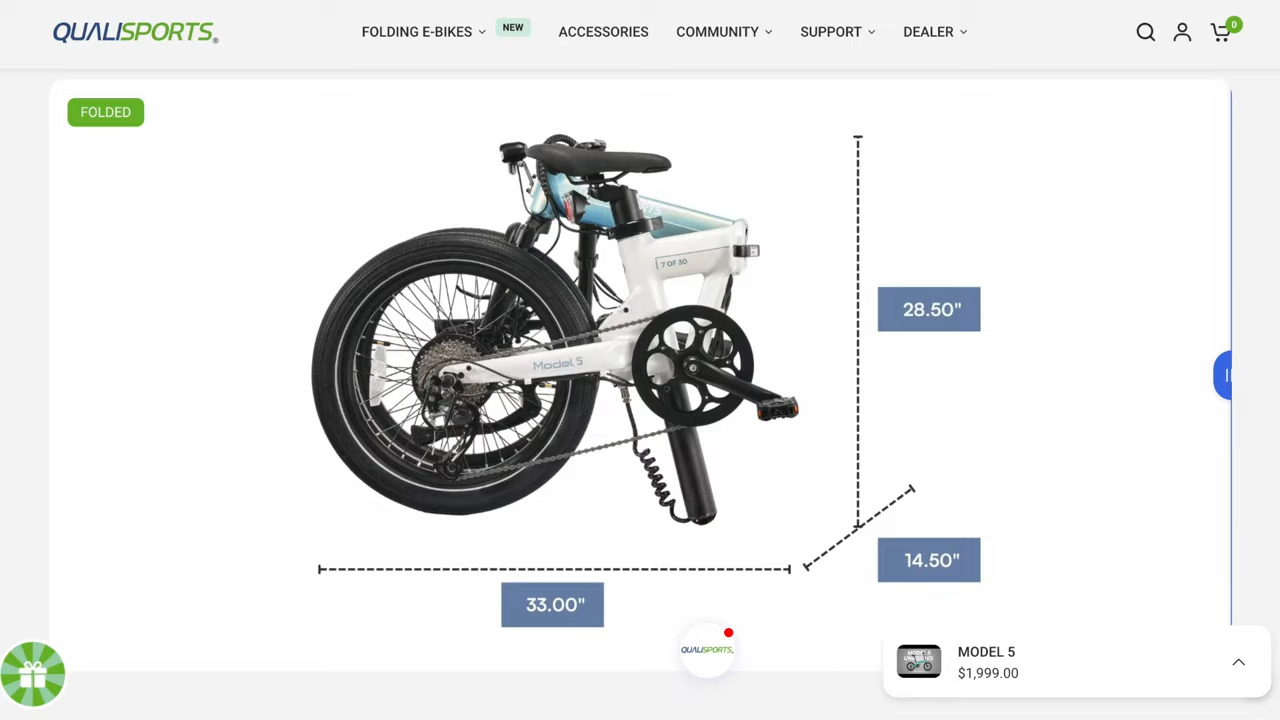 QUALISPORTS®
FOLDING E-BIKES
NEW
ACCESSORIES
COMMUNITY
SUPPORT
DEALER
0
FOLDED
7 OF 30
Model 5
28.50"
14.50"
33.00"
QUALISPORTS
MODEL 5
$1,999.00